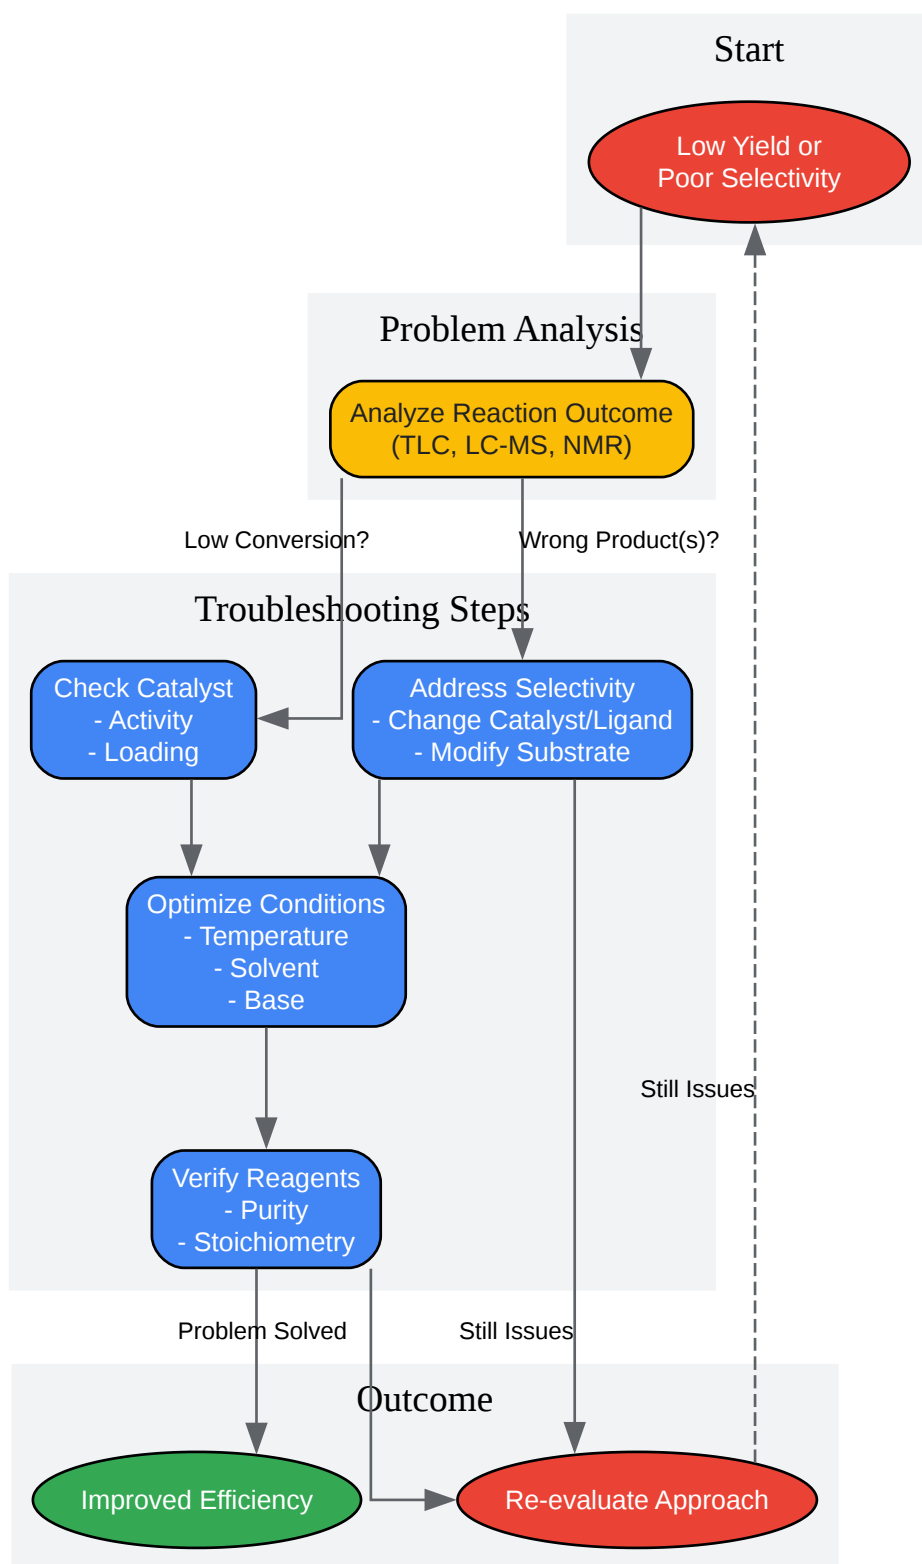 Start
Low Yield or
Poor Selectivity
Problem Analysis
Analyze Reaction Outcome
(TLC, LC-MS, NMR)
Low Conversion?
Wrong Product(s)?
Troubleshooting Steps
Check Catalyst
- Activity
- Loading
Address Selectivity
- Change Catalyst/Ligand
- Modify Substrate
Optimize Conditions
- Temperature
- Solvent
- Base
Still Issues
Verify Reagents
- Purity
- Stoichiometry
Problem Solved
Still Issues
Outcome
Improved Efficiency
Re-evaluate Approach